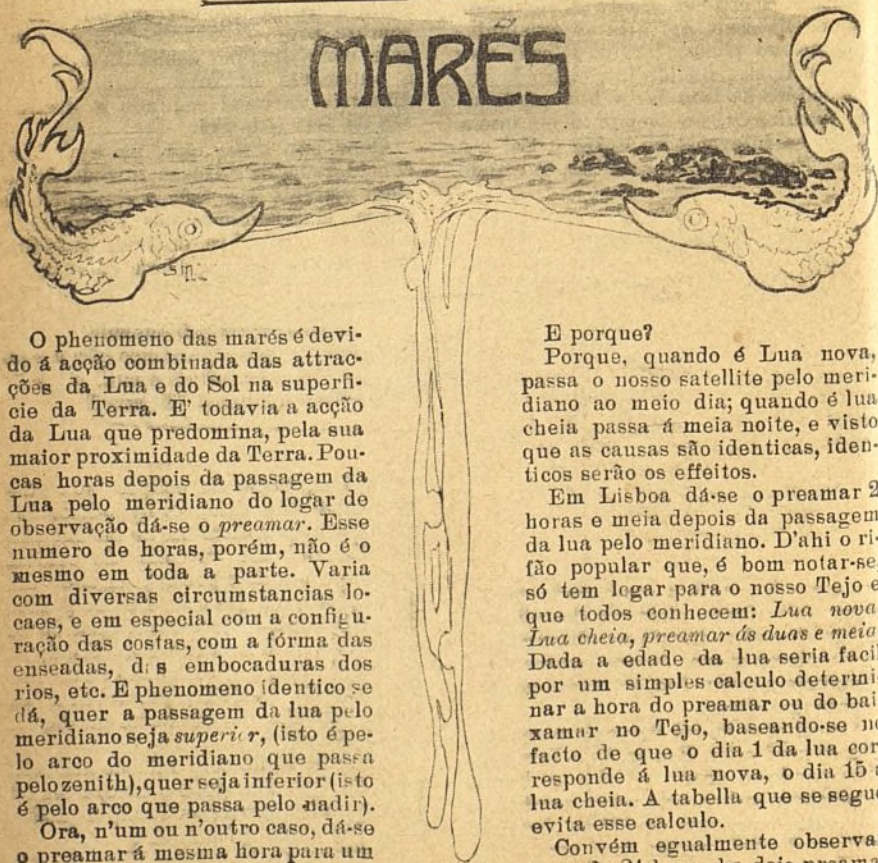 MARÉS
O phenomeno das marés é devi-
do á acção combinada das attrac-
ções da Lua e do Sol na superfi-
cie da Terra. E' todavia a acção
da Lua que predomina, pela sua
maior proximidade da Terra. Pou-
cas horas depois da passagem da
Lua pelo meridiano do logar de
observação dá-se o preamar. Esse
numero de horas, porém, não é o
mesmo em toda a parte. Varia
com diversas circumstancias lo-
caes, e em especial com a configu-
ração das costas, com a fórma das
enseadas, d s embocaduras dos
rios, etc. E phenomeno identico se
dá, quer a passagem da lua pelo
meridiano seja superior, (isto é pe-
lo arco do meridiano que passa
pelo zenith), quer seja inferior (isto
é pelo arco que passa pelo nadir).
Ora, n'um ou n'outro caso, dá-se
o preamar á mesma hora para um
E porque?
Porque, quando é Lua nova,
passa o nosso satellite pelo meri-
diano ao meio dia; quando é lua
cheia passa á meia noite, e visto
que as causas são identicas, iden-
ticos serão os effeitos.
Em Lisboa dá-se o preamar 2
horas e meia depois da passagem
da lua pelo meridiano. D'ahi o ri-
fão popular que, é bom notar-se,
só tem logar para o nosso Tejo e
que todos conhecem: Lua nova
Lua cheia, preamar ás duas e meia
Dada a edade da lua seria facil
por um simples calculo determi-
nar a hora do preamar ou do bai
xamar no Tejo, baseando-se no
facto de que o dia 1 da lua cor
responde á lua nova, o dia 15
lua cheia. A tabella que se segue
evita esse calculo.
Convém egualmente observa